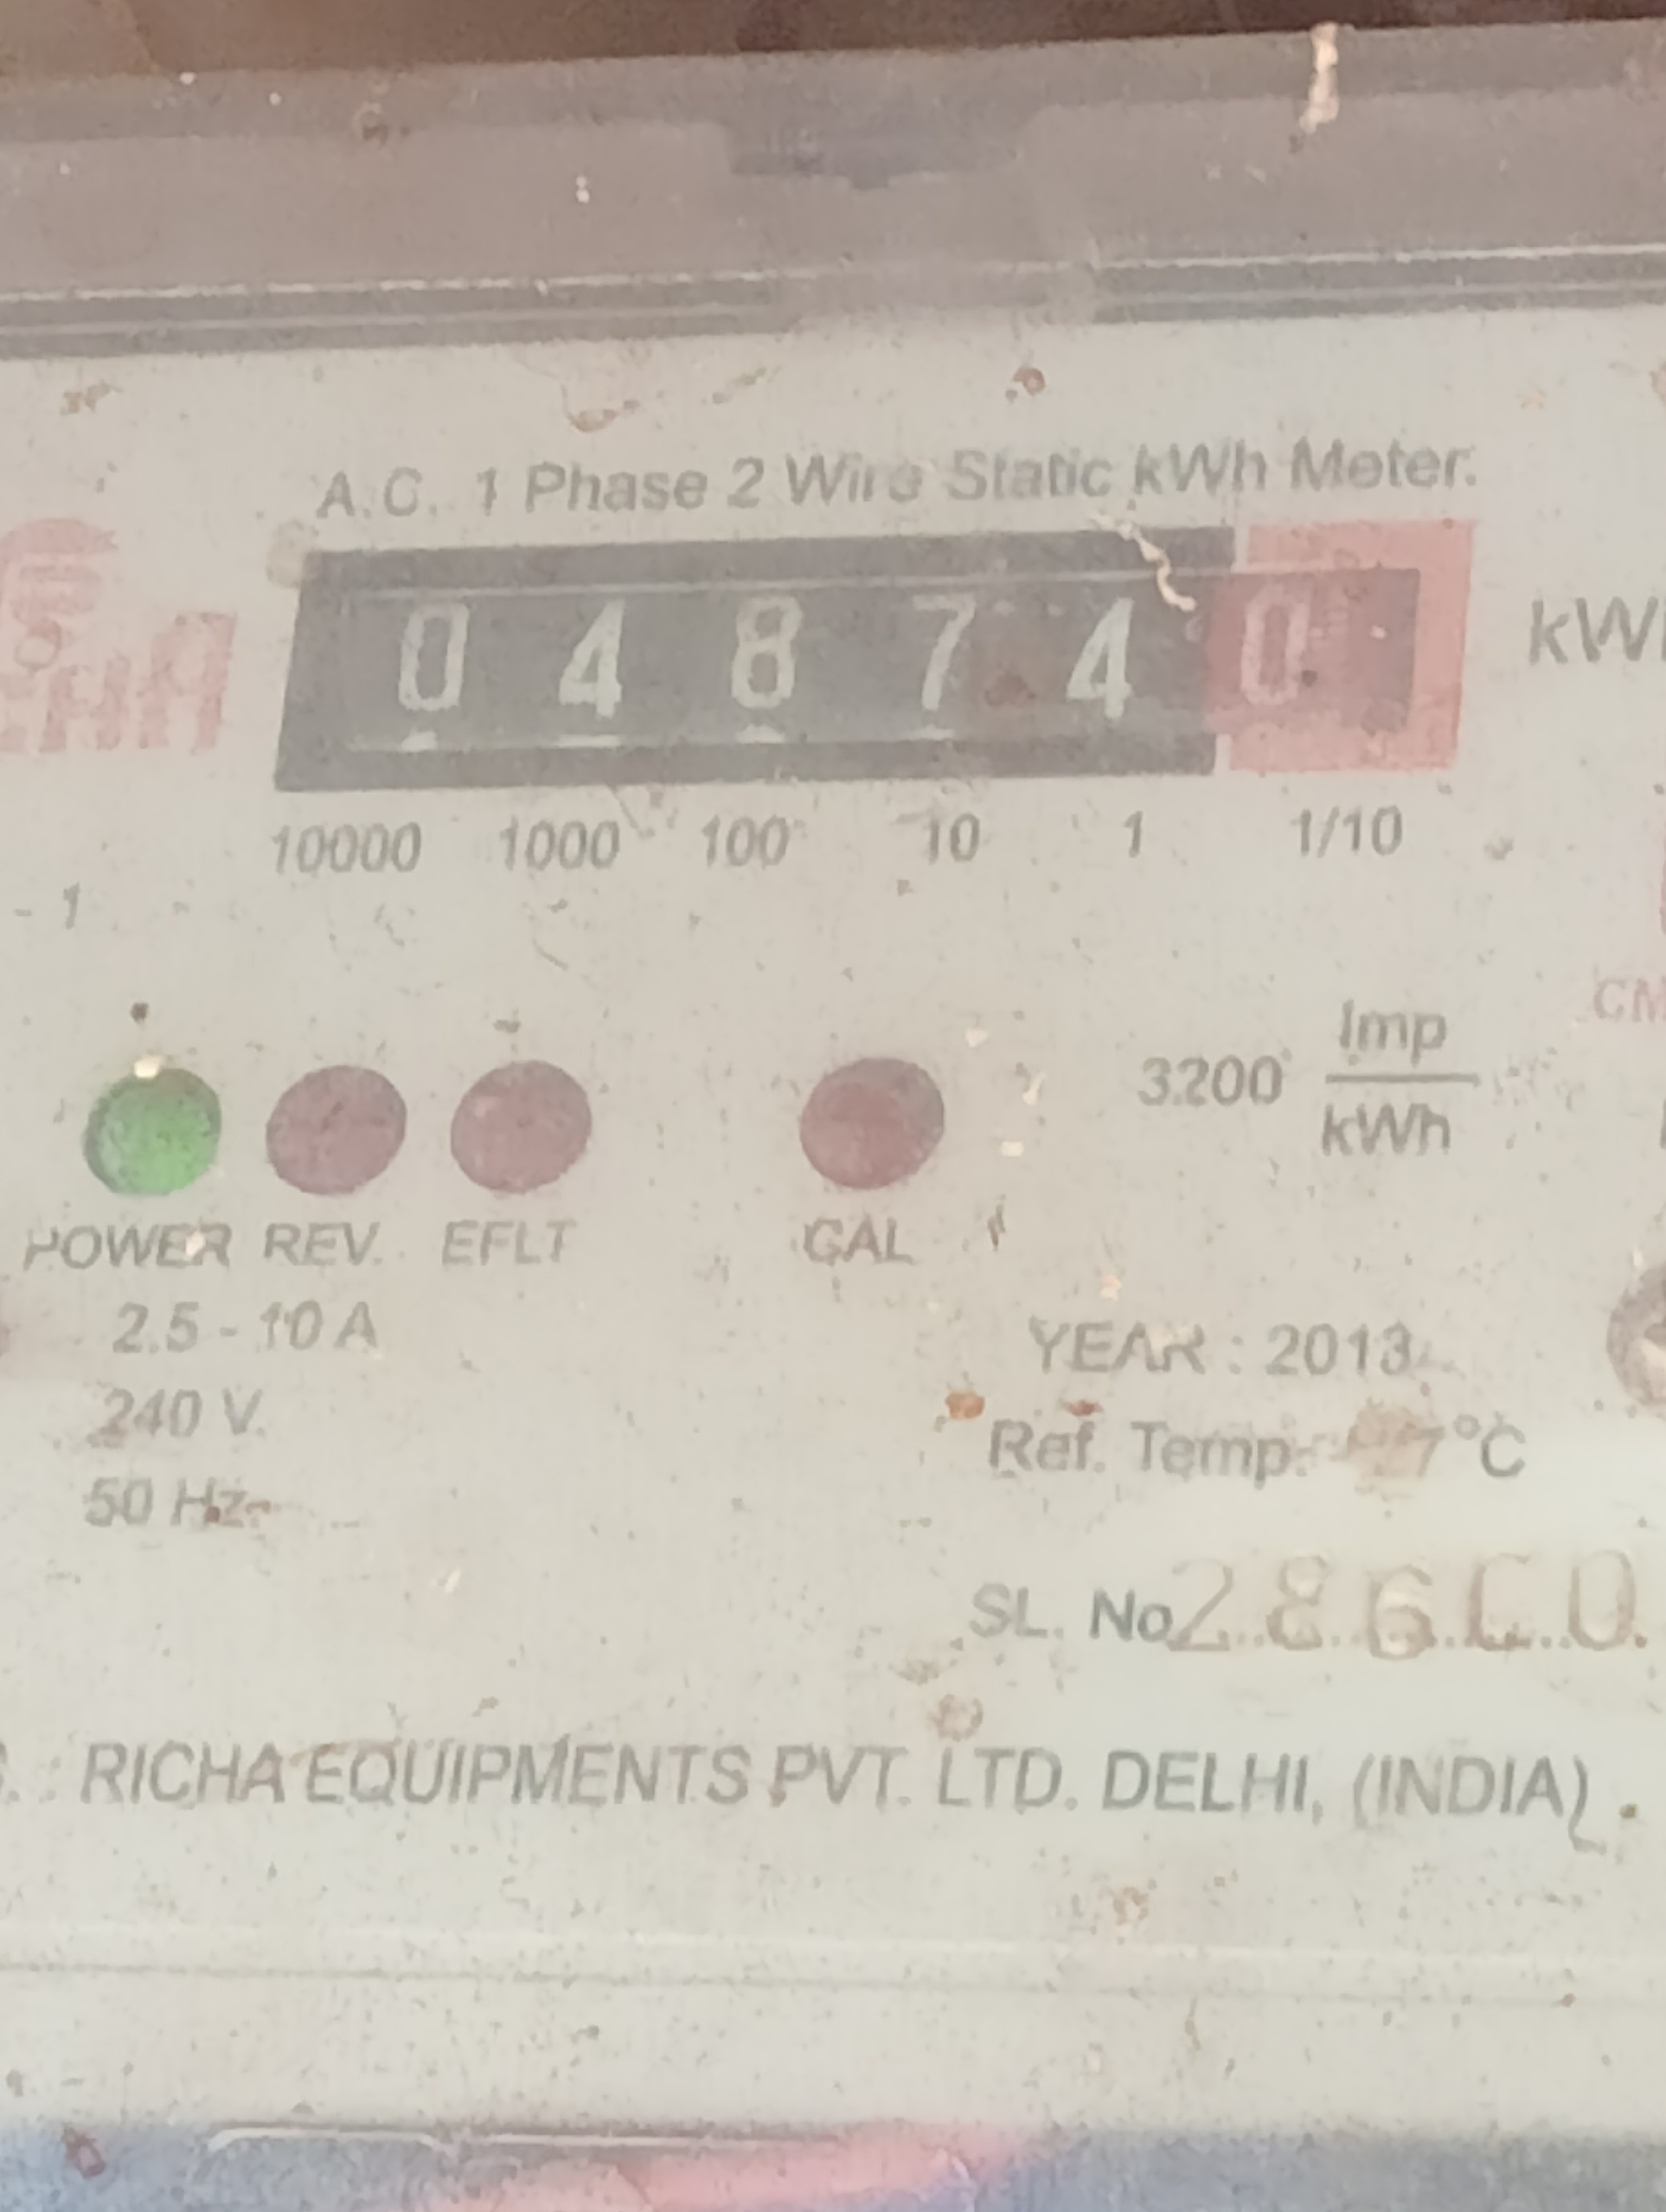 A.C. 1 Phase 2 Wire Static kWh Meter.
0 4 8 7 4 0
10000 1000 100 10 1 1/10
- 1
Imp
3200
kWh
POWER REV. EFLT CAL
2.5 - 10 A
YEAR : 2013
240 V.
Ref. Temp. °C
50 Hz.
SL. No
RICHA EQUIPMENTS PVT. LTD. DELHI, (INDIA)